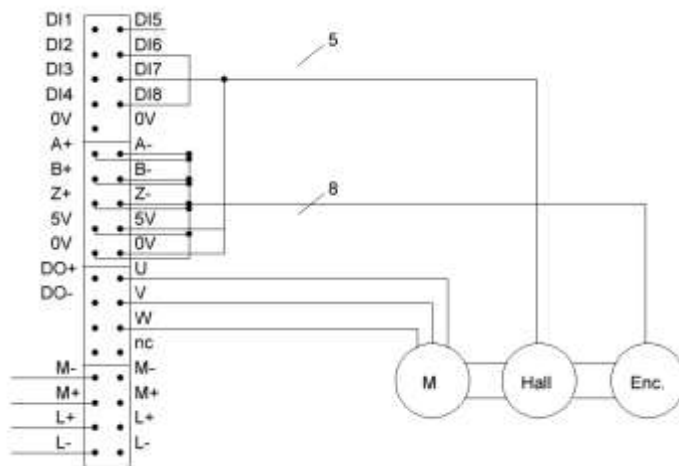 DI1 DI5
DI2 DI6
5
DI3 DI7
DI4 DI8
0V 0V
A+ A-
B+ B-
8
Z+ Z-
5V 5V
0V 0V
DO+ U
DO- V
W
nc
M- M-
M Hall Enc.
M+ M+
L+ L+
L- L-